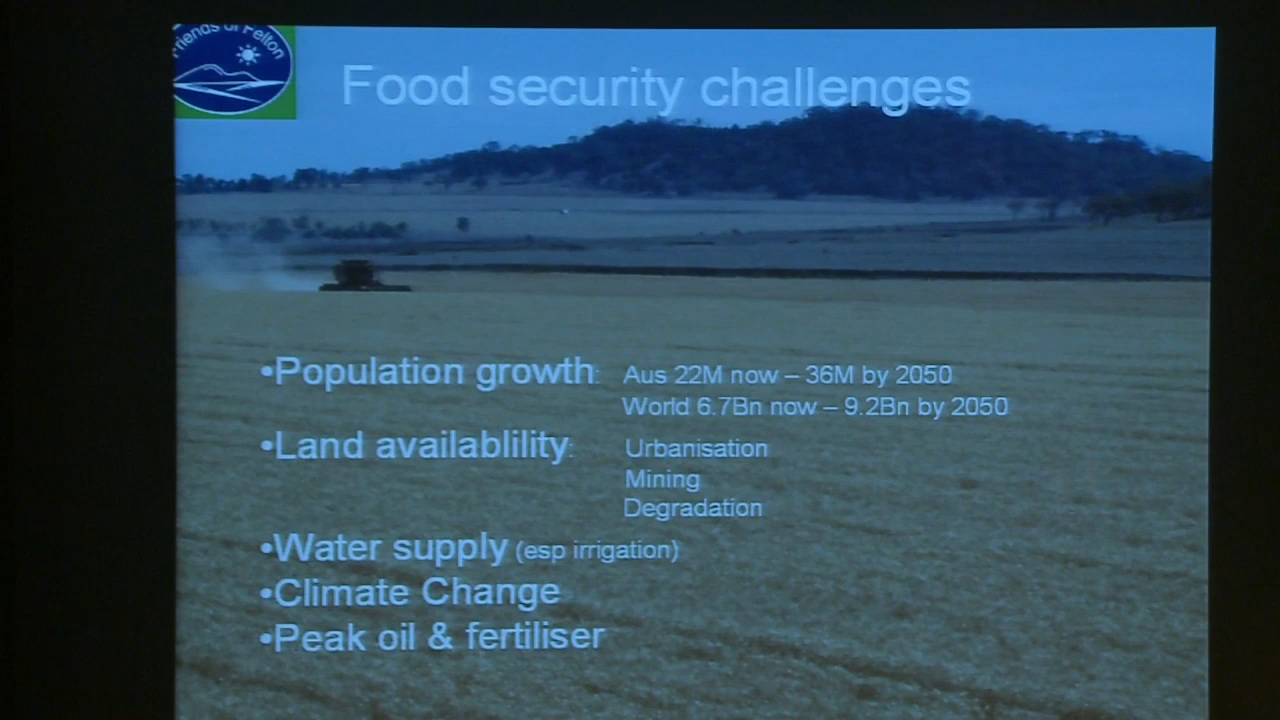 Friends of Felton
Food security challenges
•Population growth: Aus 22M now – 36M by 2050
World 6.7Bn now – 9.2Bn by 2050
•Land availablility: Urbanisation
Mining
Degradation
•Water supply (esp irrigation)
•Climate Change
•Peak oil & fertiliser